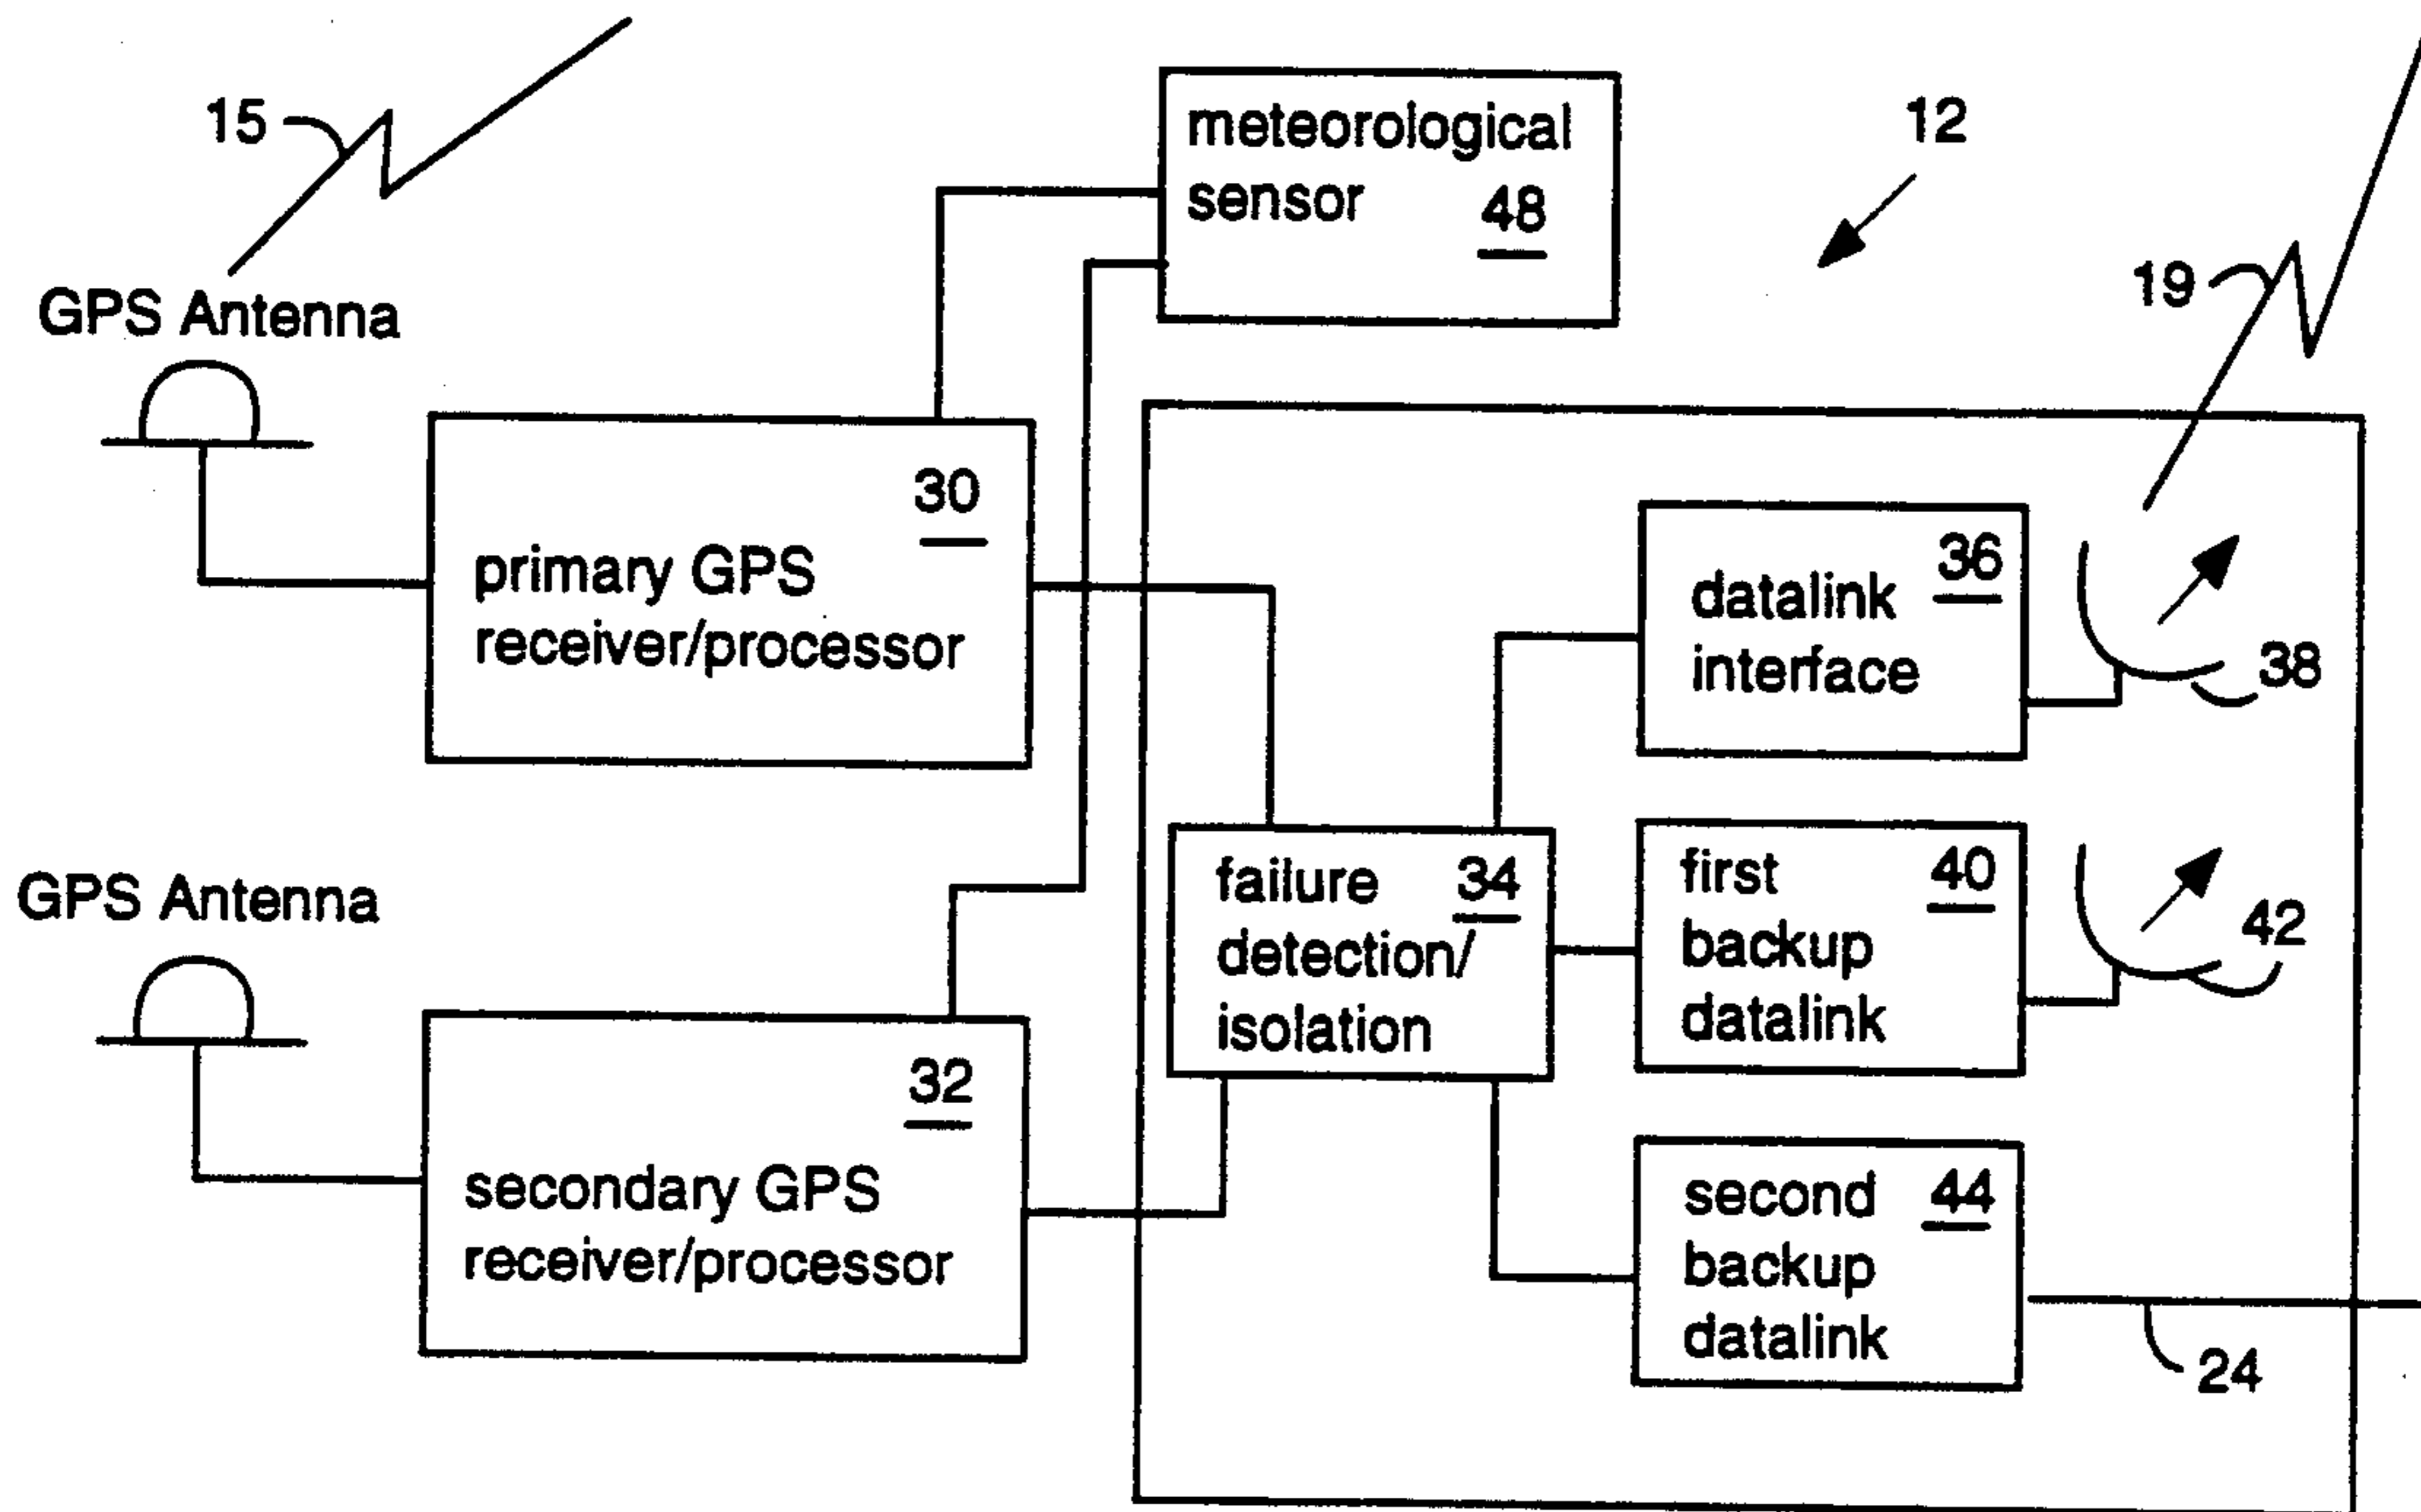 15
meteorological
sensor 48
12
19
GPS Antenna
30
primary GPS
receiver/processor
36
datalink
interface
38
GPS Antenna
failure 34
detection/
isolation
first 40
backup
datalink
42
32
secondary GPS
receiver/processor
second 44
backup
datalink
24